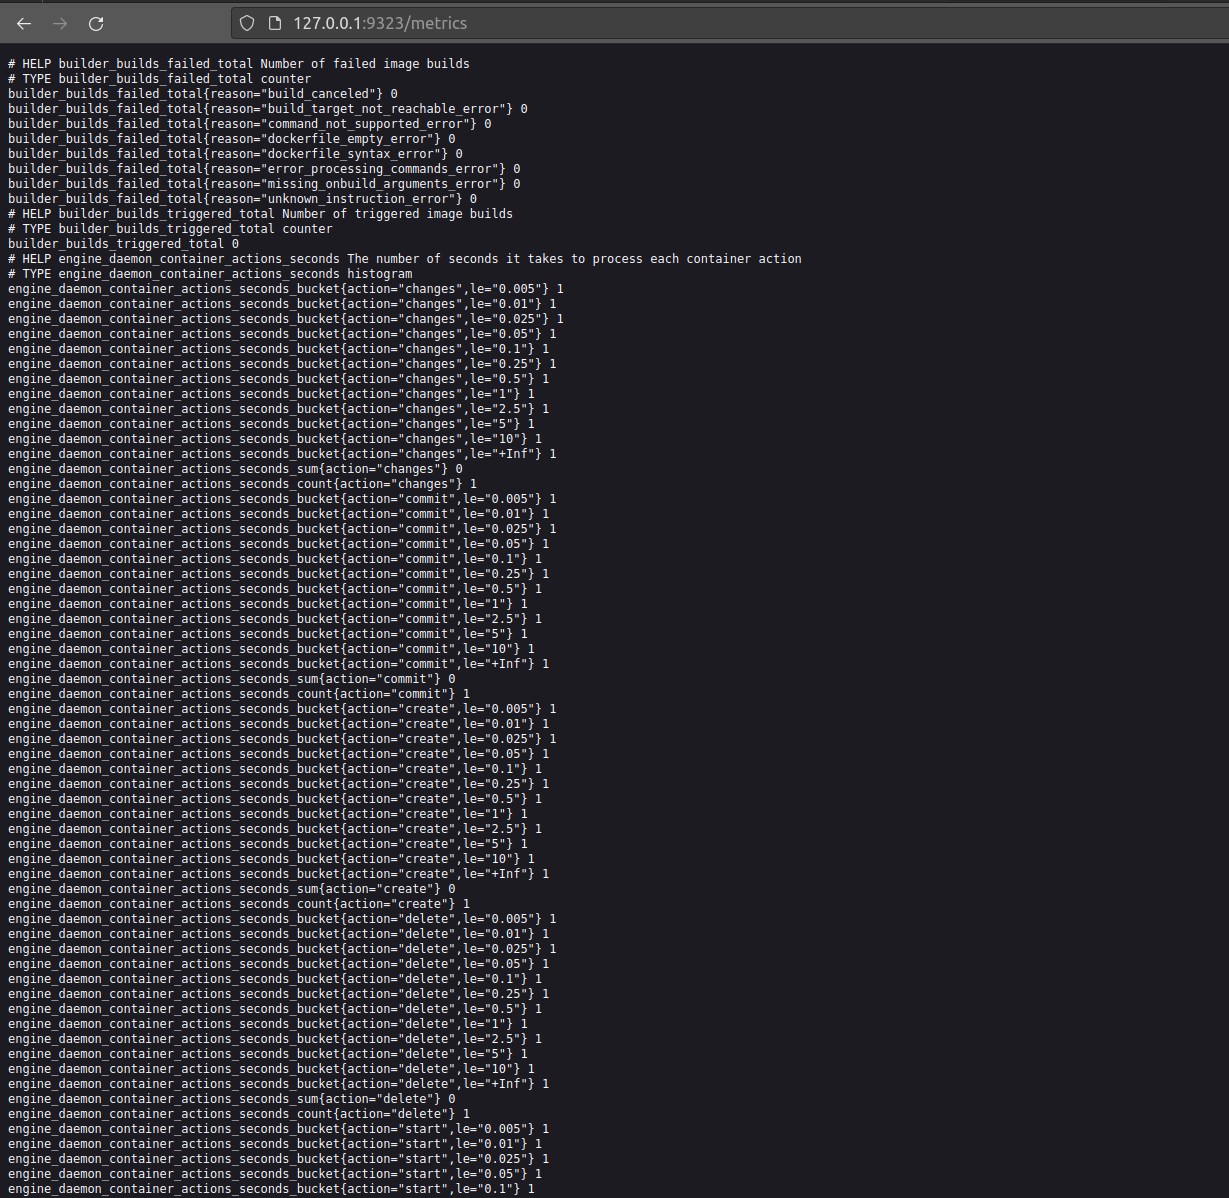 127.0.0.1:9323/metrics
# HELP builder_builds_failed_total Number of failed image builds
# TYPE builder_builds_failed_total counter
builder_builds_failed_total{reason="build_canceled"} 0
builder_builds_failed_total{reason="build_target_not_reachable_error"} 0
builder_builds_failed_total{reason="command_not_supported_error"} 0
builder_builds_failed_total{reason="dockerfile_empty_error"} 0
builder_builds_failed_total{reason="dockerfile_syntax_error"} 0
builder_builds_failed_total{reason="error_processing_commands_error"} 0
builder_builds_failed_total{reason="missing_onbuild_arguments_error"} 0
builder_builds_failed_total{reason="unknown_instruction_error"} 0
# HELP builder_builds_triggered_total Number of triggered image builds
# TYPE builder_builds_triggered_total counter
builder_builds_triggered_total 0
# HELP engine_daemon_container_actions_seconds The number of seconds it takes to process each container action
# TYPE engine_daemon_container_actions_seconds histogram
engine_daemon_container_actions_seconds_bucket{action="changes",le="0.005"} 1
engine_daemon_container_actions_seconds_bucket{action="changes",le="0.01"} 1
engine_daemon_container_actions_seconds_bucket{action="changes",le="0.025"} 1
engine_daemon_container_actions_seconds_bucket{action="changes",le="0.05"} 1
engine_daemon_container_actions_seconds_bucket{action="changes",le="0.1"} 1
engine_daemon_container_actions_seconds_bucket{action="changes",le="0.25"} 1
engine_daemon_container_actions_seconds_bucket{action="changes",le="0.5"} 1
engine_daemon_container_actions_seconds_bucket{action="changes",le="1"} 1
engine_daemon_container_actions_seconds_bucket{action="changes",le="2.5"} 1
engine_daemon_container_actions_seconds_bucket{action="changes",le="5"} 1
engine_daemon_container_actions_seconds_bucket{action="changes",le="10"} 1
engine_daemon_container_actions_seconds_bucket{action="changes",le="+Inf"} 1
engine_daemon_container_actions_seconds_sum{action="changes"} 0
engine_daemon_container_actions_seconds_count{action="changes"} 1
engine_daemon_container_actions_seconds_bucket{action="commit",le="0.005"} 1
engine_daemon_container_actions_seconds_bucket{action="commit",le="0.01"} 1
engine_daemon_container_actions_seconds_bucket{action="commit",le="0.025"} 1
engine_daemon_container_actions_seconds_bucket{action="commit",le="0.05"} 1
engine_daemon_container_actions_seconds_bucket{action="commit",le="0.1"} 1
engine_daemon_container_actions_seconds_bucket{action="commit",le="0.25"} 1
engine_daemon_container_actions_seconds_bucket{action="commit",le="0.5"} 1
engine_daemon_container_actions_seconds_bucket{action="commit",le="1"} 1
engine_daemon_container_actions_seconds_bucket{action="commit",le="2.5"} 1
engine_daemon_container_actions_seconds_bucket{action="commit",le="5"} 1
engine_daemon_container_actions_seconds_bucket{action="commit",le="10"} 1
engine_daemon_container_actions_seconds_bucket{action="commit",le="+Inf"} 1
engine_daemon_container_actions_seconds_sum{action="commit"} 0
engine_daemon_container_actions_seconds_count{action="commit"} 1
engine_daemon_container_actions_seconds_bucket{action="create",le="0.005"} 1
engine_daemon_container_actions_seconds_bucket{action="create",le="0.01"} 1
engine_daemon_container_actions_seconds_bucket{action="create",le="0.025"} 1
engine_daemon_container_actions_seconds_bucket{action="create",le="0.05"} 1
engine_daemon_container_actions_seconds_bucket{action="create",le="0.1"} 1
engine_daemon_container_actions_seconds_bucket{action="create",le="0.25"} 1
engine_daemon_container_actions_seconds_bucket{action="create",le="0.5"} 1
engine_daemon_container_actions_seconds_bucket{action="create",le="1"} 1
engine_daemon_container_actions_seconds_bucket{action="create",le="2.5"} 1
engine_daemon_container_actions_seconds_bucket{action="create",le="5"} 1
engine_daemon_container_actions_seconds_bucket{action="create",le="10"} 1
engine_daemon_container_actions_seconds_bucket{action="create",le="+Inf"} 1
engine_daemon_container_actions_seconds_sum{action="create"} 0
engine_daemon_container_actions_seconds_count{action="create"} 1
engine_daemon_container_actions_seconds_bucket{action="delete",le="0.005"} 1
engine_daemon_container_actions_seconds_bucket{action="delete",le="0.01"} 1
engine_daemon_container_actions_seconds_bucket{action="delete",le="0.025"} 1
engine_daemon_container_actions_seconds_bucket{action="delete",le="0.05"} 1
engine_daemon_container_actions_seconds_bucket{action="delete",le="0.1"} 1
engine_daemon_container_actions_seconds_bucket{action="delete",le="0.25"} 1
engine_daemon_container_actions_seconds_bucket{action="delete",le="0.5"} 1
engine_daemon_container_actions_seconds_bucket{action="delete",le="1"} 1
engine_daemon_container_actions_seconds_bucket{action="delete",le="2.5"} 1
engine_daemon_container_actions_seconds_bucket{action="delete",le="5"} 1
engine_daemon_container_actions_seconds_bucket{action="delete",le="10"} 1
engine_daemon_container_actions_seconds_bucket{action="delete",le="+Inf"} 1
engine_daemon_container_actions_seconds_sum{action="delete"} 0
engine_daemon_container_actions_seconds_count{action="delete"} 1
engine_daemon_container_actions_seconds_bucket{action="start",le="0.005"} 1
engine_daemon_container_actions_seconds_bucket{action="start",le="0.01"} 1
engine_daemon_container_actions_seconds_bucket{action="start",le="0.025"} 1
engine_daemon_container_actions_seconds_bucket{action="start",le="0.05"} 1
engine_daemon_container_actions_seconds_bucket{action="start",le="0.1"} 1